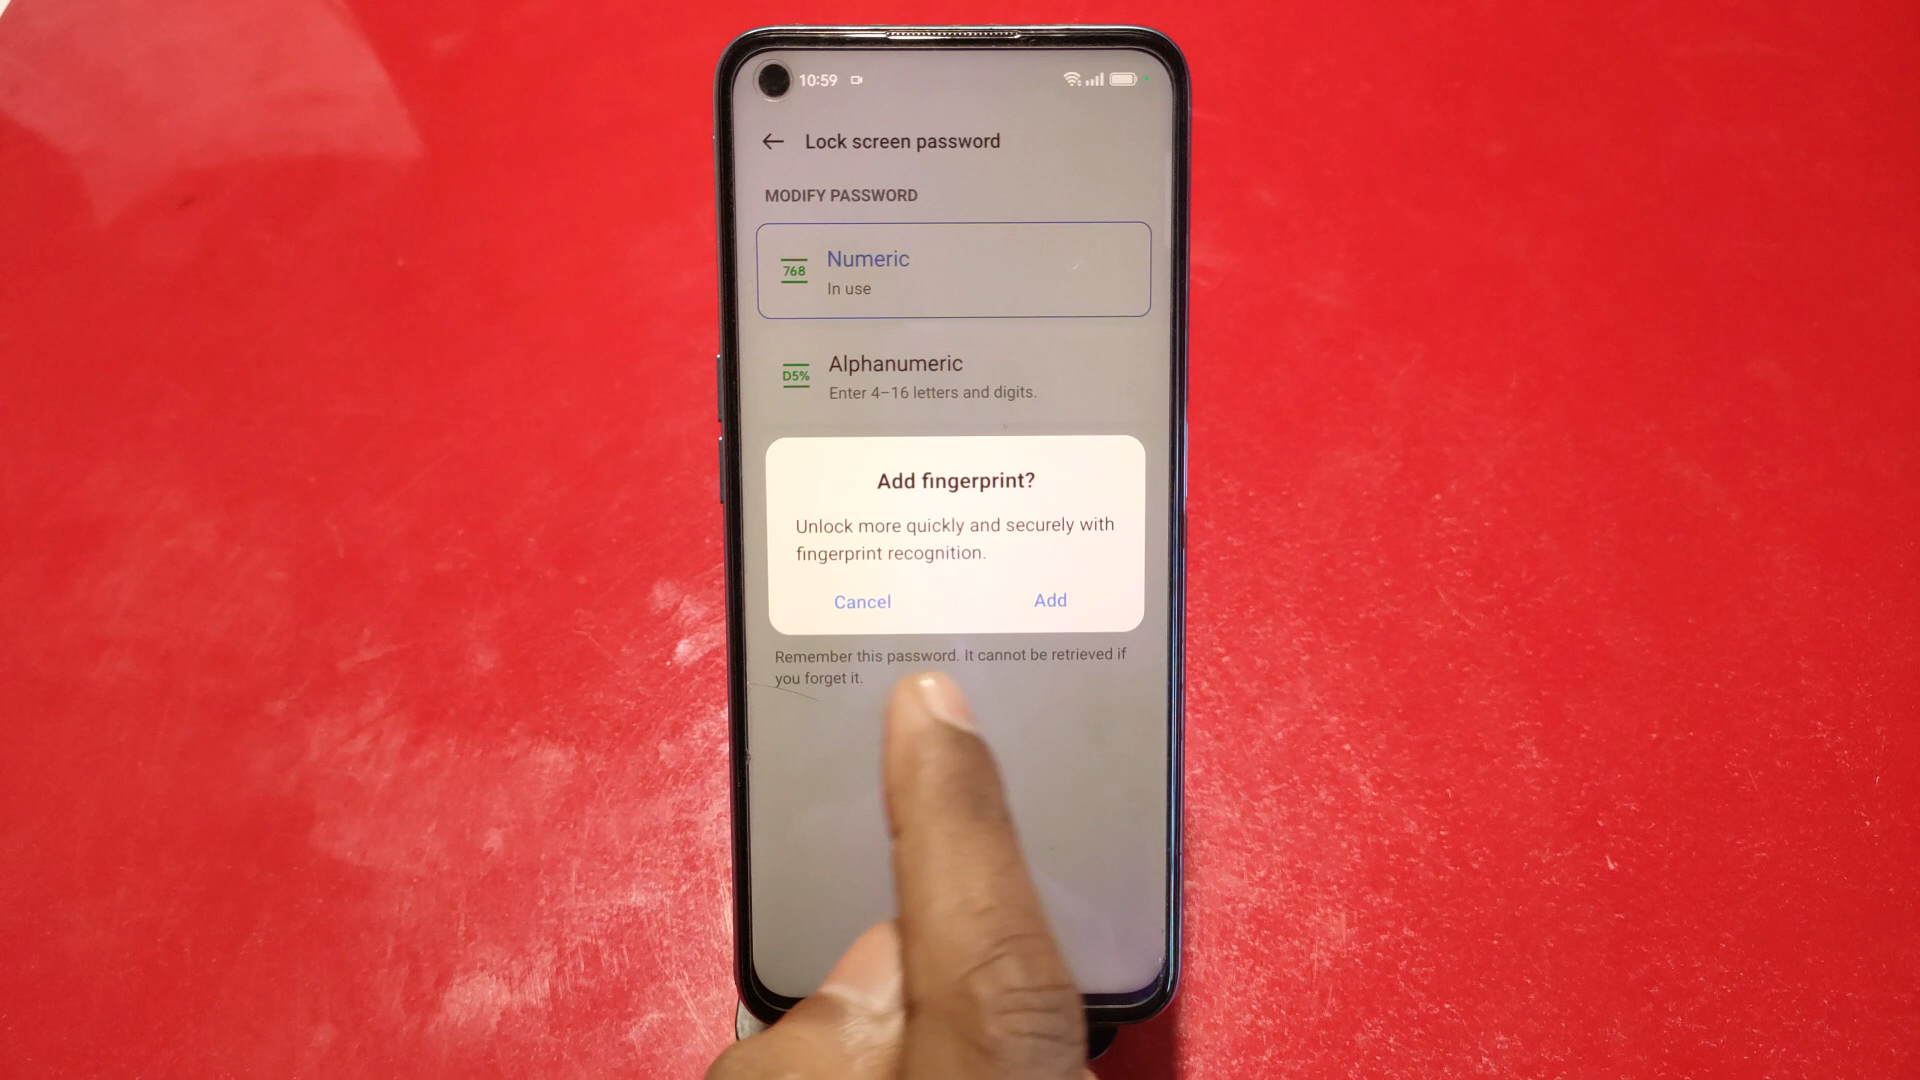 10:59
Lock screen password
MODIFY PASSWORD
768
Numeric
In use
D5%
Alphanumeric
Enter 4–16 letters and digits.
Add fingerprint?
Unlock more quickly and securely with
fingerprint recognition.
Cancel
Add
Remember this password. It cannot be retrieved if
you forget it.